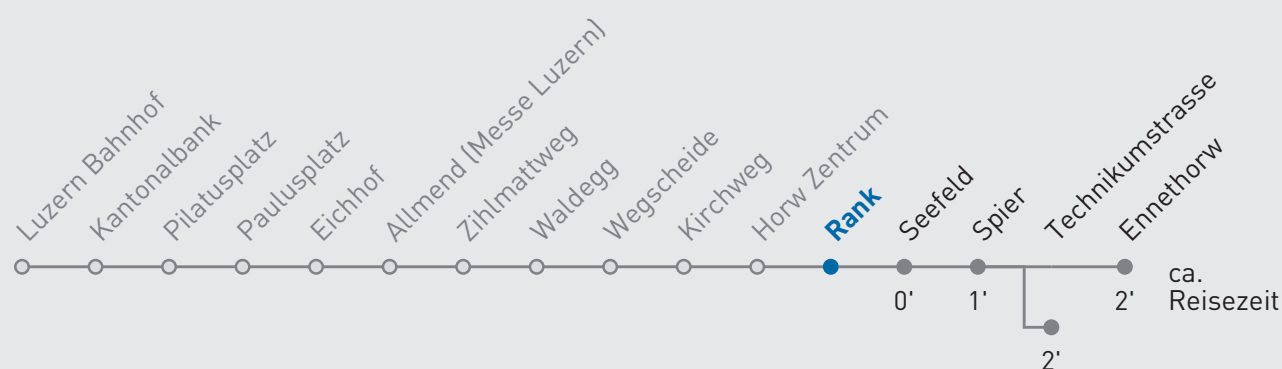 Luzern Bahnhof
Kantonalbank
Pilatusplatz
Paulusplatz
Eichhof
Allmend (Messe Luzern)
Zihlmattweg
Waldegg
Wegscheide
Kirchweg
Horw Zentrum
Rank
Seefeld
Spier
Technikumstrasse
Ennethorw
0'
1'
2'
ca.
Reisezeit
2'